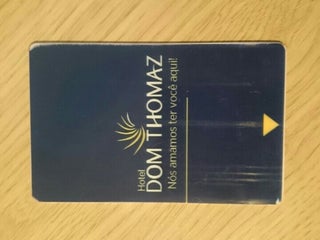 Hotel
DOM THOMAZ
Nós amamos ter você aqui!